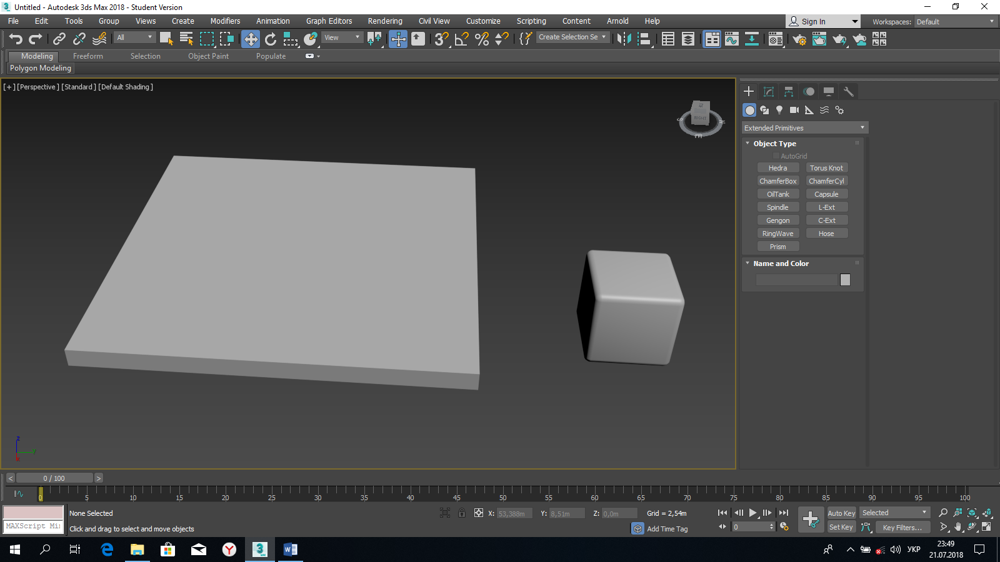 Untitled - Autodesk 3ds Max 2018 - Student Version
File Edit Tools Group Views Create Modifiers Animation Graph Editors Rendering Civil View Customize Scripting Content Arnold Help Sign In Workspaces: Default
All View Create Selection Se
Modeling Freeform Selection Object Paint Populate
Polygon Modeling
[+] [Perspective] [Standard] [Default Shading]
RIGHT
Extended Primitives
Object Type
AutoGrid
Hedra Torus Knot
ChamferBox ChamferCyl
OilTank Capsule
Spindle L-Ext
Gengon C-Ext
RingWave Hose
Prism
Name and Color
z
y
x
< 0 / 100 >
0 5 10 15 20 25 30 35 40 45 50 55 60 65 70 75 80 85 90 95 100
None Selected X: 53,388m Y: 8,51m Z: 0,0m Grid = 2,54m Auto Key Selected
MAXScript Mi
Click and drag to select and move objects Add Time Tag 0 Set Key Key Filters...
УКР 23:49
21.07.2018